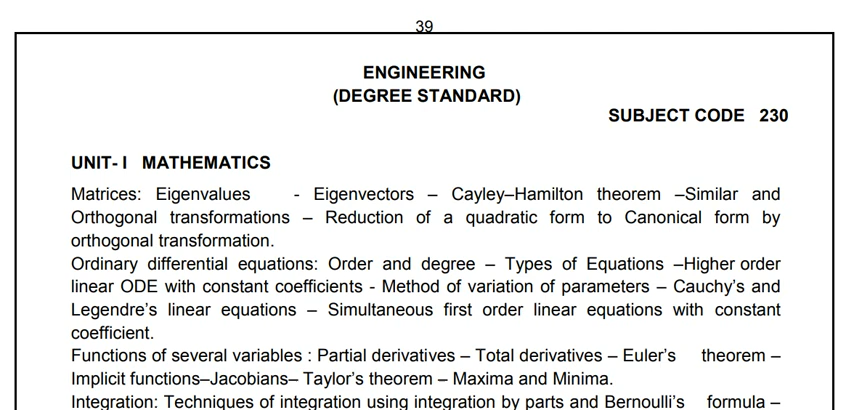 39
ENGINEERING
(DEGREE STANDARD)
SUBJECT CODE 230
UNIT- I MATHEMATICS
Matrices: Eigenvalues - Eigenvectors – Cayley–Hamilton theorem –Similar and
Orthogonal transformations – Reduction of a quadratic form to Canonical form by
orthogonal transformation.
Ordinary differential equations: Order and degree – Types of Equations –Higher order
linear ODE with constant coefficients - Method of variation of parameters – Cauchy’s and
Legendre’s linear equations – Simultaneous first order linear equations with constant
coefficient.
Functions of several variables : Partial derivatives – Total derivatives – Euler’s theorem –
Implicit functions–Jacobians– Taylor’s theorem – Maxima and Minima.
Integration: Techniques of integration using integration by parts and Bernoulli’s formula –